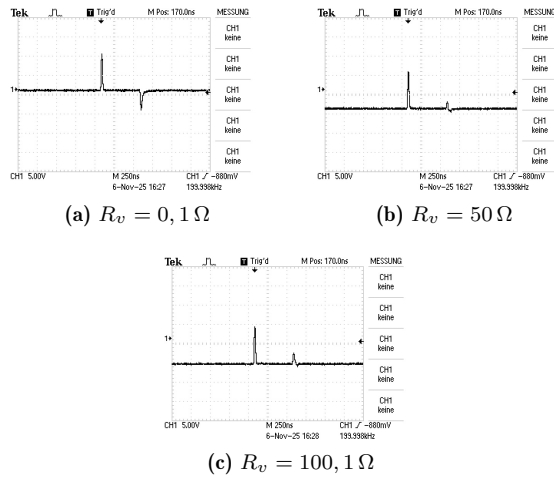 Tek Trig'd M Pos: 170.0ns MESSUNG
CH1
keine
CH1
keine
1 CH1
keine
CH1
keine
CH1
keine
CH1 5.00V M 250ns CH1 -880mV
6-Nov-25 16:27 199.998kHz
(a) R_v = 0,1 Ω
Tek Trig'd M Pos: 170.0ns MESSUNG
CH1
keine
CH1
keine
1 CH1
keine
CH1
keine
CH1
keine
CH1 5.00V M 250ns CH1 -880mV
6-Nov-25 16:27 199.998kHz
(b) R_v = 50 Ω
Tek Trig'd M Pos: 170.0ns MESSUNG
CH1
keine
CH1
keine
1 CH1
keine
CH1
keine
CH1
keine
CH1 5.00V M 250ns CH1 -880mV
6-Nov-25 16:28 199.998kHz
(c) R_v = 100,1 Ω